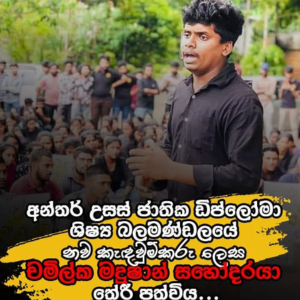 අන්තර් උසස් ජාතික ඩිප්ලෝමා
ශිෂ්‍ය බලමණ්ඩලයේ
නව කැඳවුම්කරු ලෙස
චමිල්ක මදුෂාන් සහෝදරයා
තේරී පත්විය...